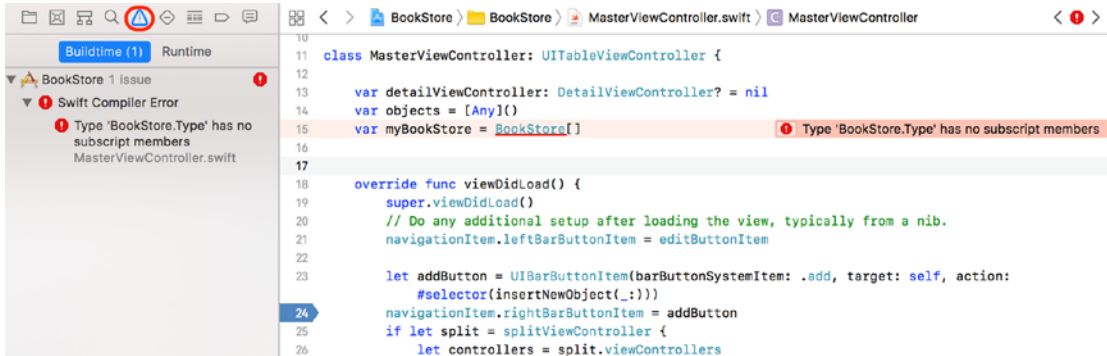 BookStore 〉 BookStore 〉 MasterViewController.swift 〉 C MasterViewController
Buildtime (1) Runtime
BookStore 1 issue
Swift Compiler Error
Type 'BookStore.Type' has no
subscript members
MasterViewController.swift
10
11 class MasterViewController: UITableViewController {
12
13 var detailViewController: DetailViewController? = nil
14 var objects = [Any]()
15 var myBookStore = BookStore[] Type 'BookStore.Type' has no subscript members
16
17
18 override func viewDidLoad() {
19 super.viewDidLoad()
20 // Do any additional setup after loading the view, typically from a nib.
21 navigationItem.leftBarButtonItem = editButtonItem
22
23 let addButton = UIBarButtonItem(barButtonSystemItem: .add, target: self, action:
#selector(insertNewObject(_:)))
24 navigationItem.rightBarButtonItem = addButton
25 if let split = splitViewController {
26 let controllers = split.viewControllers